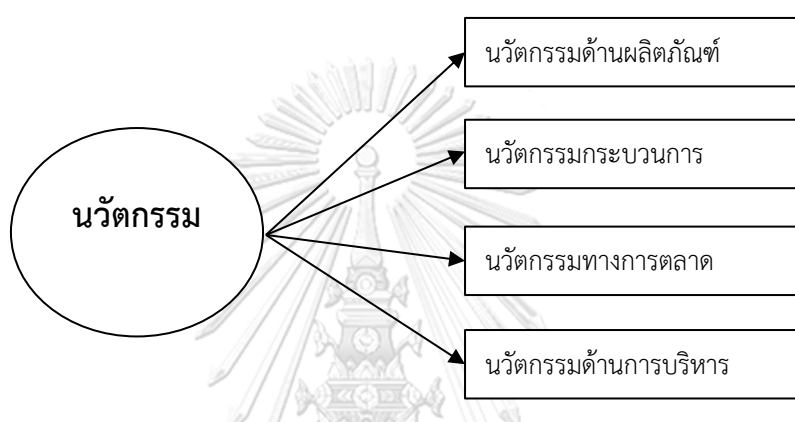 นวัตกรรมด้านผลิตภัณฑ์
นวัตกรรมกระบวนการ
นวัตกรรม
นวัตกรรมทางการตลาด
นวัตกรรมด้านการบริหาร